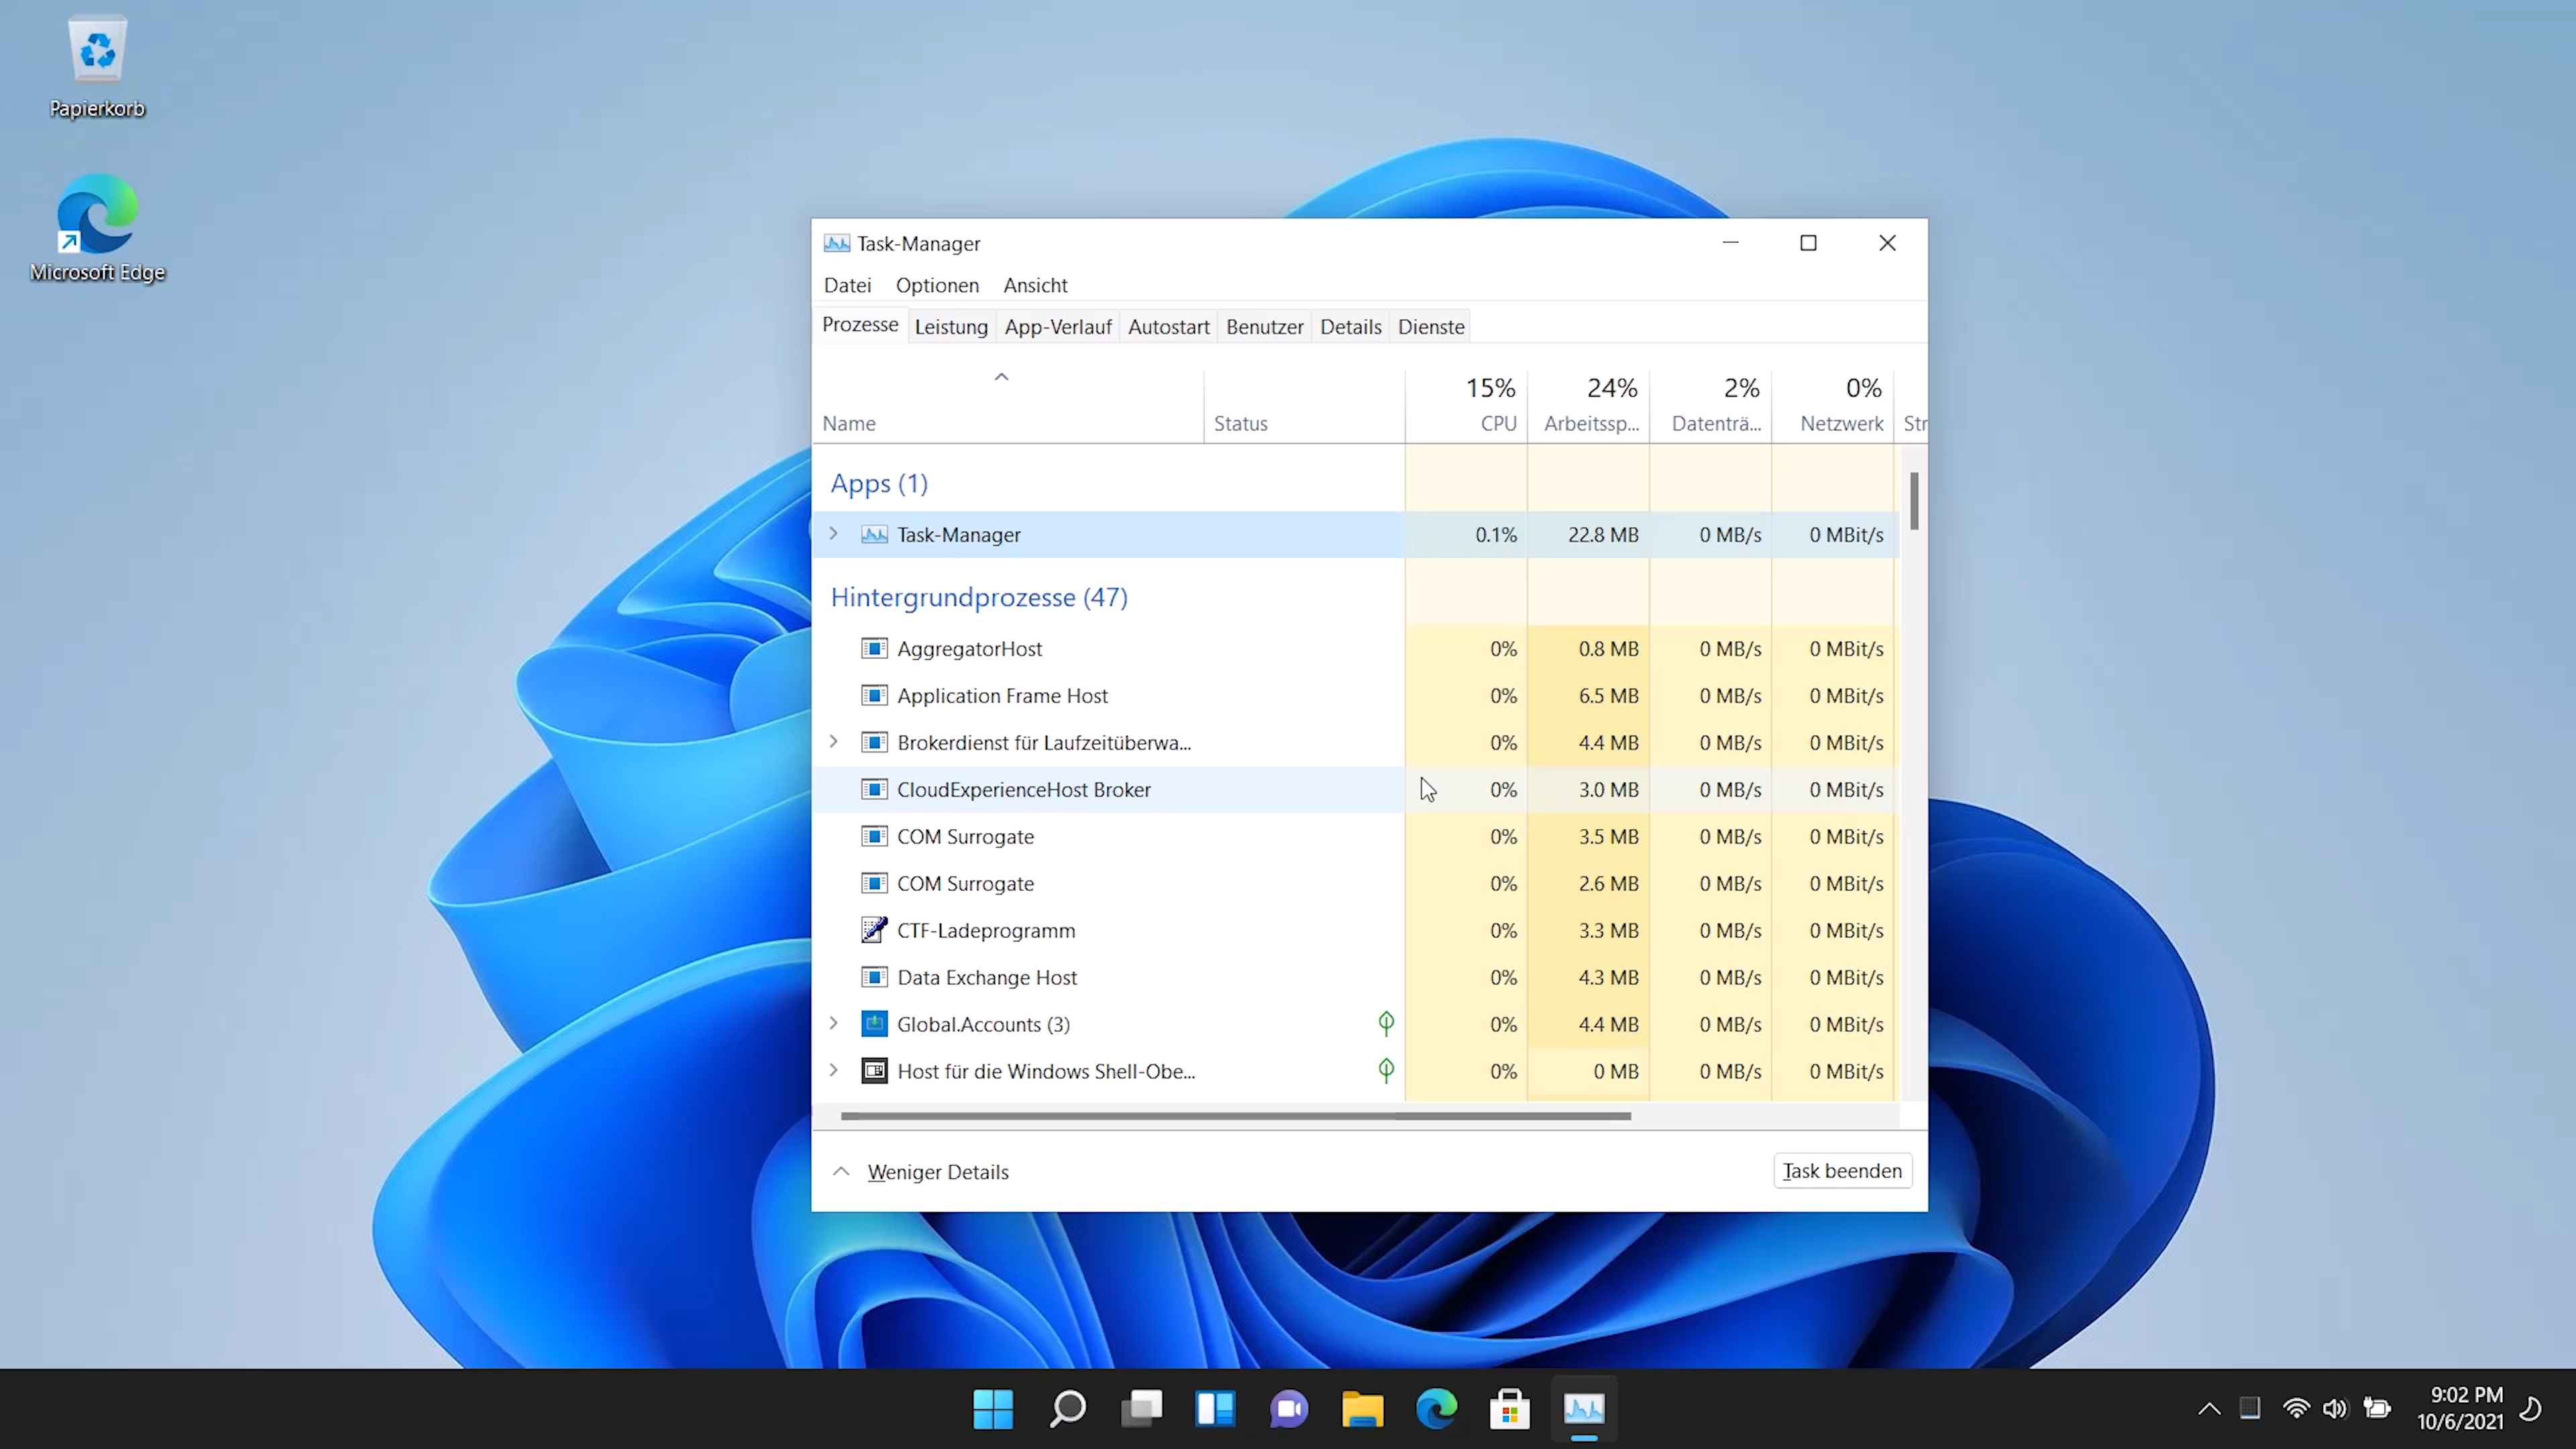 Papierkorb
Microsoft Edge
Task-Manager
Datei Optionen Ansicht
Prozesse Leistung App-Verlauf Autostart Benutzer Details Dienste
15% 24% 2% 0%
Name Status CPU Arbeitssp... Datenträ... Netzwerk Str
Apps (1)
Task-Manager 0.1% 22.8 MB 0 MB/s 0 MBit/s
Hintergrundprozesse (47)
AggregatorHost 0% 0.8 MB 0 MB/s 0 MBit/s
Application Frame Host 0% 6.5 MB 0 MB/s 0 MBit/s
Brokerdienst für Laufzeitüberwa... 0% 4.4 MB 0 MB/s 0 MBit/s
CloudExperienceHost Broker 0% 3.0 MB 0 MB/s 0 MBit/s
COM Surrogate 0% 3.5 MB 0 MB/s 0 MBit/s
COM Surrogate 0% 2.6 MB 0 MB/s 0 MBit/s
CTF-Ladeprogramm 0% 3.3 MB 0 MB/s 0 MBit/s
Data Exchange Host 0% 4.3 MB 0 MB/s 0 MBit/s
Global.Accounts (3) 0% 4.4 MB 0 MB/s 0 MBit/s
Host für die Windows Shell-Obe... 0% 0 MB 0 MB/s 0 MBit/s
Weniger Details Task beenden
9:02 PM
10/6/2021